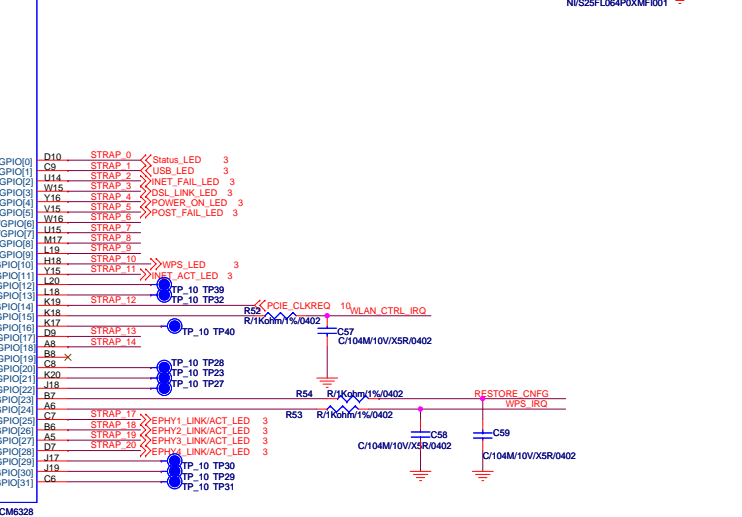 NI/S25FL064P0XMFI001
GPIO[0] D10 STRAP_0 Status_LED 3
GPIO[1] C9 STRAP_1 USB_LED 3
GPIO[2] U14 STRAP_2 INET_FAIL_LED 3
GPIO[3] W15 STRAP_3 DSL_LINK_LED 3
GPIO[4] Y16 STRAP_4 POWER_ON_LED 3
GPIO[5] V15 STRAP_5 POST_FAIL_LED 3
GPIO[6] W16 STRAP_6
GPIO[7] U15 STRAP_7
GPIO[8] M17 STRAP_8
GPIO[9] L19 STRAP_9
GPIO[10] H18 STRAP_10 WPS_LED 3
GPIO[11] Y15 STRAP_11 INET_ACT_LED 3
GPIO[12] L20 TP_10 TP39
GPIO[13] L18 TP_10 TP32
GPIO[14] K19 STRAP_12 PCIE_CLKREQ 10
GPIO[15] K18 R52 WLAN_CTRL_IRQ
R/1Kohm/1%/0402
GPIO[16] K17 TP_10 TP40 C57
GPIO[17] D9 STRAP_13 C/104M/10V/X5R/0402
GPIO[18] A8 STRAP_14
GPIO[19] B8
GPIO[20] C8 TP_10 TP28
GPIO[21] K20 TP_10 TP23
GPIO[22] J18 TP_10 TP27
GPIO[23] B7 R54 R/1Kohm/1%/0402 RESTORE_CNFG
GPIO[24] A6 R53 R/1Kohm/1%/0402 WPS_IRQ
GPIO[25] C7 STRAP_17 EPHY1_LINK/ACT_LED 3
GPIO[26] B6 STRAP_18 EPHY2_LINK/ACT_LED 3
GPIO[27] A5 STRAP_19 EPHY3_LINK/ACT_LED 3
GPIO[28] D7 STRAP_20 EPHY4_LINK/ACT_LED 3
C58 C59
C/104M/10V/X5R/0402
C/104M/10V/X5R/0402
GPIO[29] J17 TP_10 TP30
GPIO[30] J19 TP_10 TP29
GPIO[31] C6 TP_10 TP31
CM6328